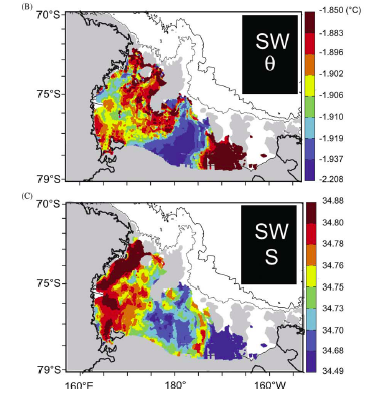 (B)
70°S
75°S
79°S
SW
θ
-1.850 (°C)
-1.883
-1.896
-1.902
-1.906
-1.910
-1.919
-1.937
-2.208
(C)
70°S
75°S
79°S
160°E
180°
160°W
SW
S
34.88
34.80
34.78
34.76
34.75
34.73
34.70
34.68
34.49